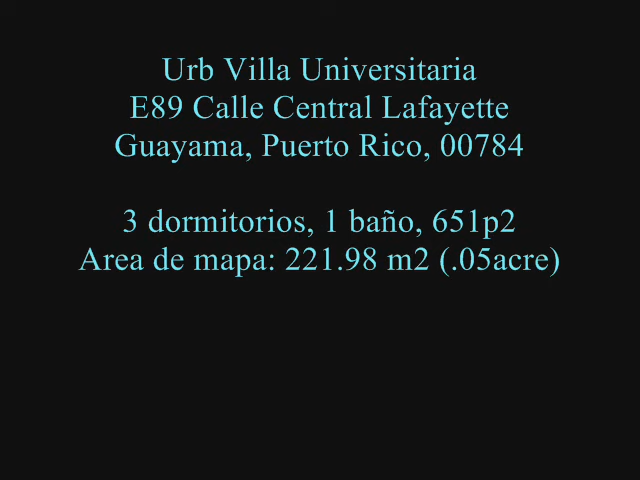 Urb Villa Universitaria
E89 Calle Central Lafayette
Guayama, Puerto Rico, 00784
3 dormitorios, 1 baño, 651p2
Area de mapa: 221.98 m2 (.05acre)